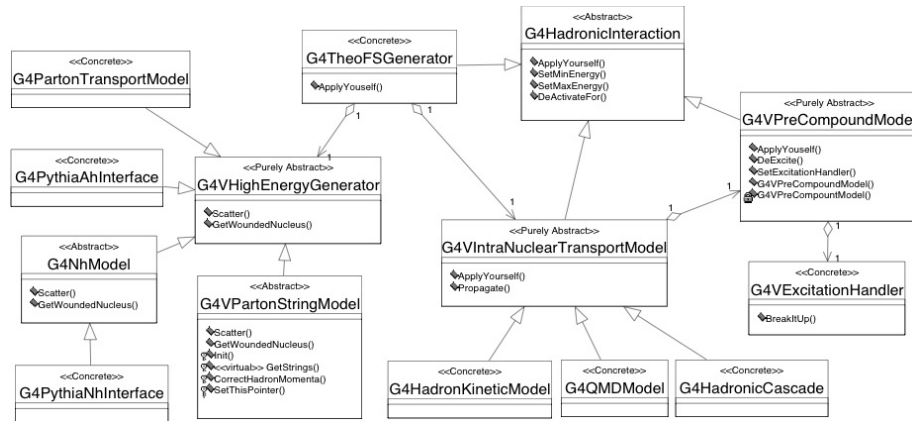 <<Concrete>>
G4PartonTransportModel
<<Concrete>>
G4TheoFSGenerator
ApplyYouself()
<<Abstract>>
G4HadronicInteraction
ApplyYourself()
SetMinEnergy()
SetMaxEnergy()
DeActivateFor()
<<Purely Abstract>>
G4VPreCompoundModel
ApplyYouself()
DeExcite()
SetExcitationHandler()
G4VPreCompoundModel()
G4VPreCompountModel()
1
1
1
1
<<Concrete>>
G4PythiaAhInterface
<<Purely Abstract>>
G4VHighEnergyGenerator
Scatter()
GetWoundedNucleus()
1
1
1
1
<<Abstract>>
G4NhModel
Scatter()
GetWoundedNucleus()
<<Purely Abstract>>
G4VIntraNuclearTransportModel
ApplyYourself()
Propagate()
<<Concrete>>
G4VExcitationHandler
BreakItUp()
<<Abstract>>
G4VPartonStringModel
Scatter()
GetWoundedNucleus()
Init()
<<virtual>> GetStrings()
CorrectHadronMomenta()
SetThisPointer()
<<Concrete>>
G4PythiaNhInterface
<<Concrete>>
G4HadronKineticModel
<<Concrete>>
G4QMDModel
<<Concrete>>
G4HadronicCascade